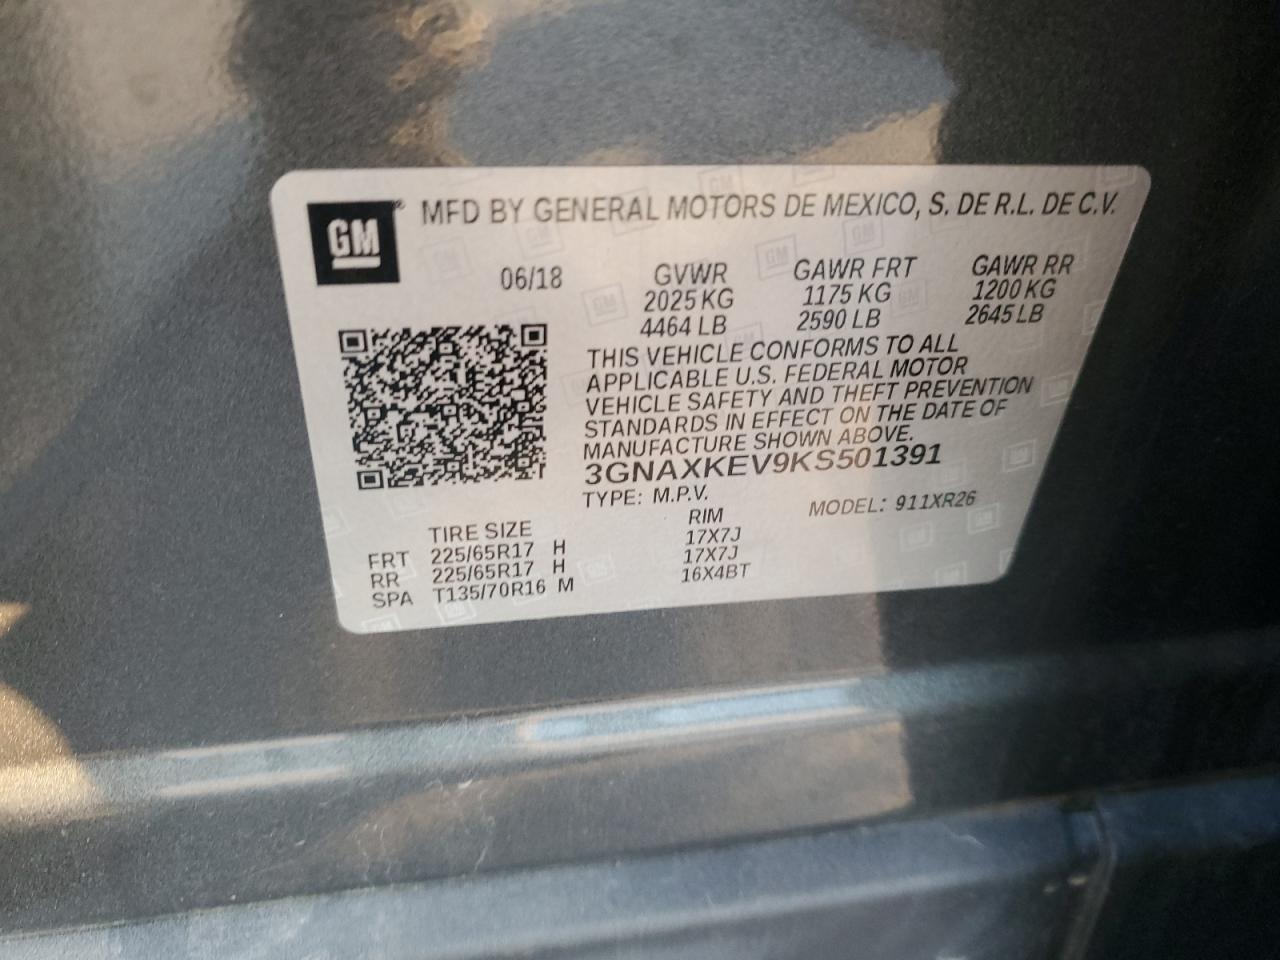 GM® MFD BY GENERAL MOTORS DE MEXICO, S. DE R.L. DE C.V.
06/18 GVWR GAWR FRT GAWR RR
2025 KG 1175 KG 1200 KG
4464 LB 2590 LB 2645 LB
THIS VEHICLE CONFORMS TO ALL
APPLICABLE U.S. FEDERAL MOTOR
VEHICLE SAFETY AND THEFT PREVENTION
STANDARDS IN EFFECT ON THE DATE OF
MANUFACTURE SHOWN ABOVE.
3GNAXKEV9KS501391
TYPE: M.P.V. MODEL: 911XR26
TIRE SIZE RIM
FRT 225/65R17 H 17X7J
RR 225/65R17 H 17X7J
SPA T135/70R16 M 16X4BT